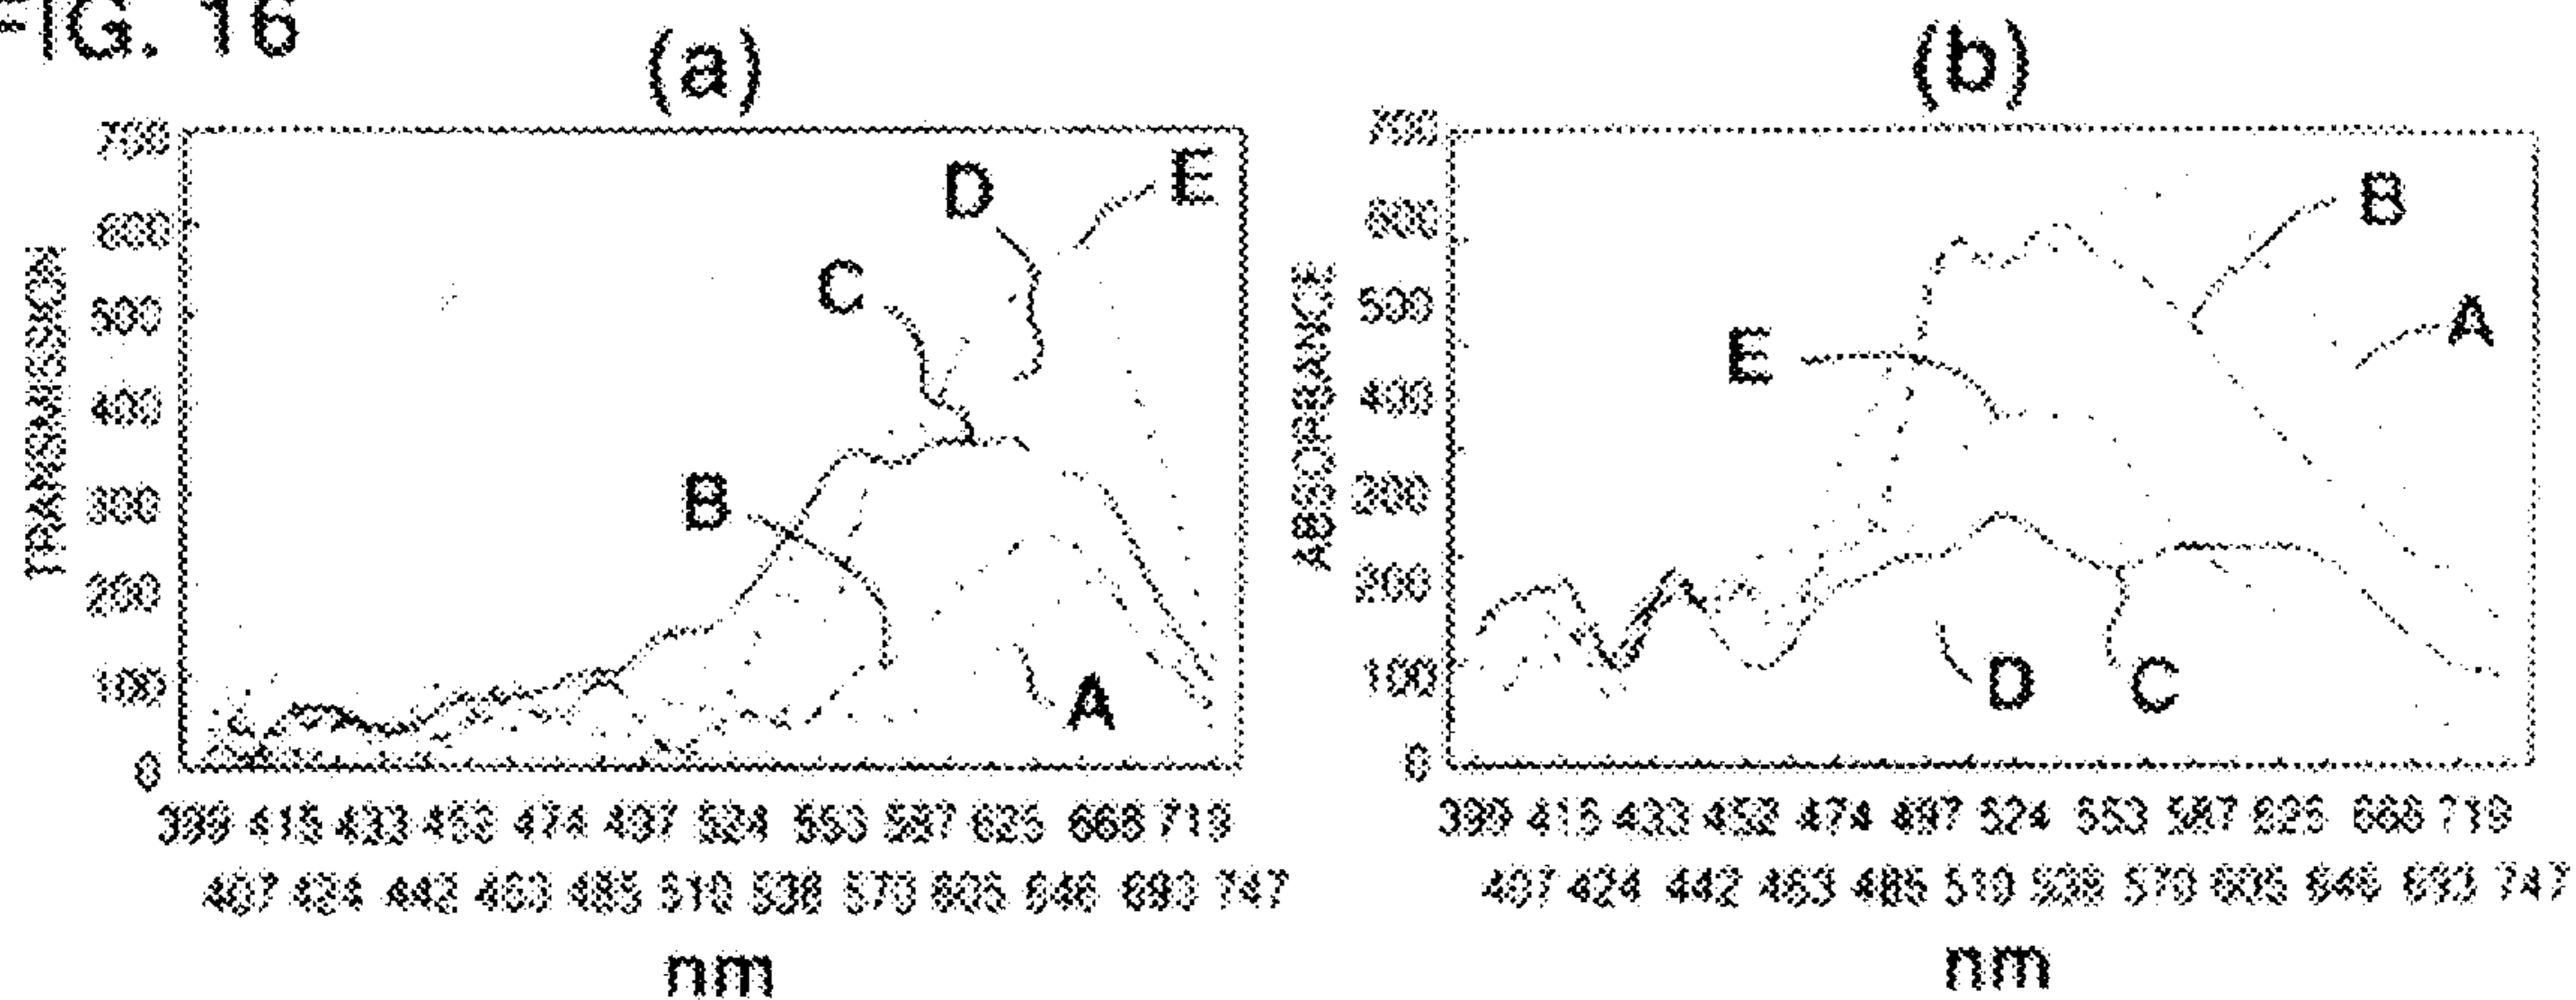 FIG. 16
(a)
700
600
500
400
300
200
100
0
TRANSMISSION
A
B
C
D
E
399 415 433 452 474 497 524 553 587 625 668 719
407 424 442 463 485 510 538 570 605 646 693 747
nm
(b)
700
600
500
400
300
200
100
0
ABSORBANCE
B
A
E
D
C
399 415 433 452 474 497 524 553 587 625 668 719
407 424 442 463 485 510 538 570 605 646 693 747
nm